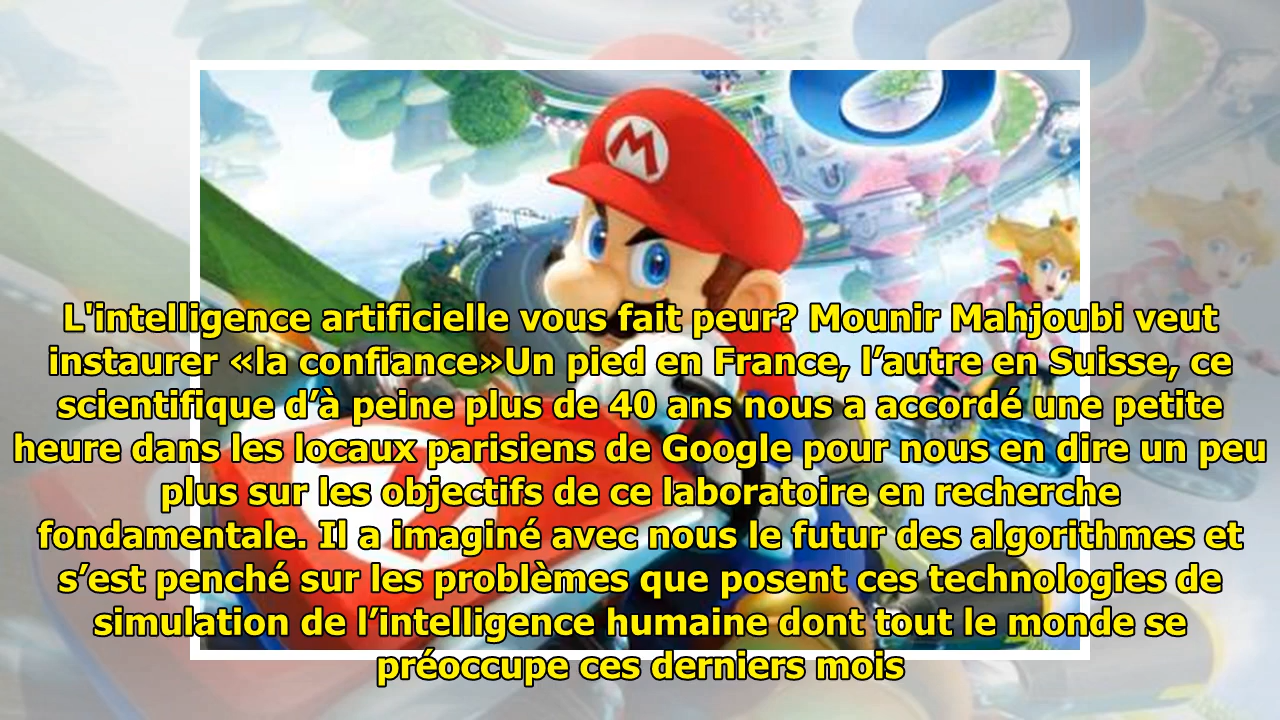 L'intelligence artificielle vous fait peur? Mounir Mahjoubi veut
instaurer «la confiance»Un pied en France, l’autre en Suisse, ce
scientifique d’à peine plus de 40 ans nous a accordé une petite
heure dans les locaux parisiens de Google pour nous en dire un peu
plus sur les objectifs de ce laboratoire en recherche
fondamentale. Il a imaginé avec nous le futur des algorithmes et
s’est penché sur les problèmes que posent ces technologies de
simulation de l’intelligence humaine dont tout le monde se
préoccupe ces derniers mois